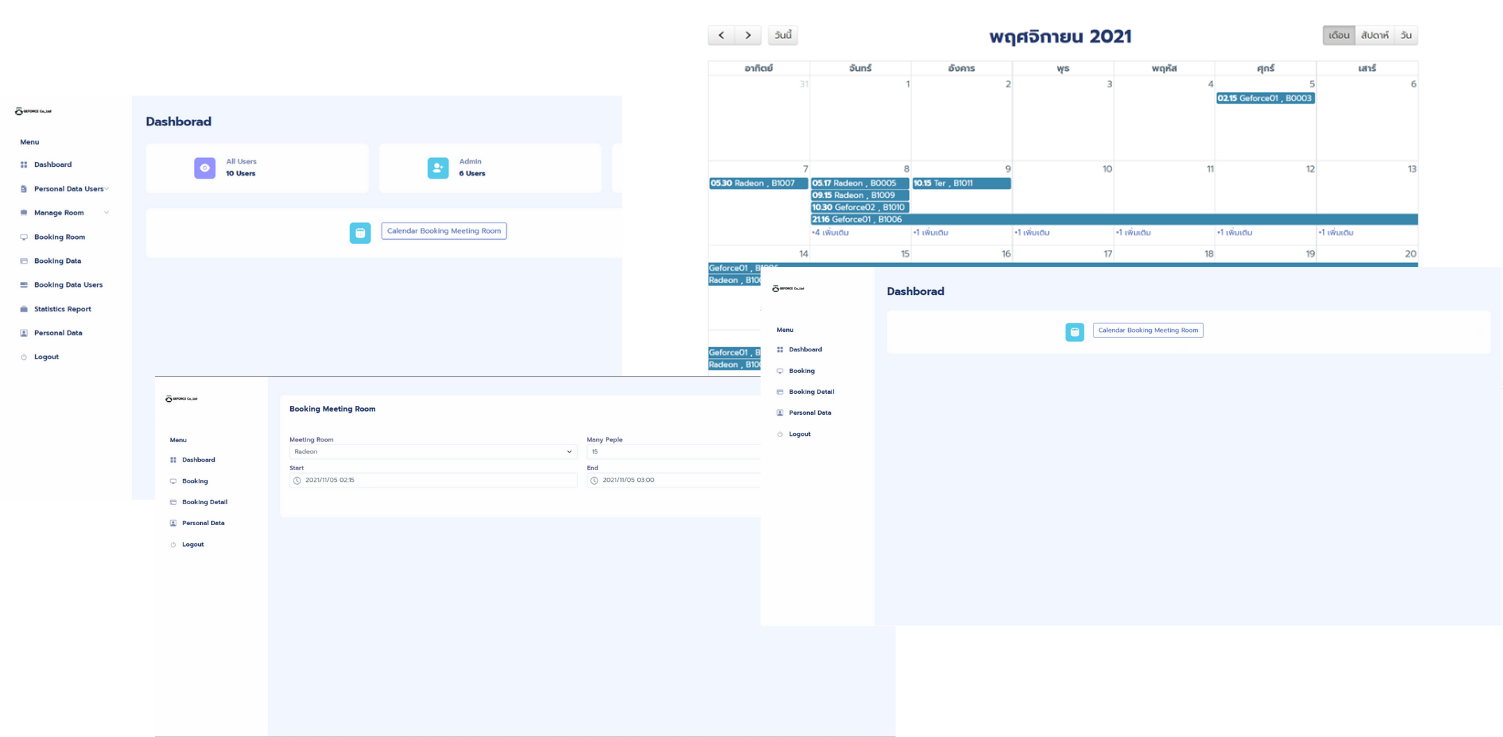 วันนี้
พฤศจิกายน 2021
เดือน สัปดาห์ วัน
อาทิตย์ จันทร์ อังคาร พุธ พฤหัส ศุกร์ เสาร์
31 1 2 3 4 5 6
02.15 Geforce01 , B0003
7 8 9 10 11 12 13
05.30 Radeon , B1007 05.17 Radeon , B0005 10.15 Ter , B1011
09.15 Radeon , B1009
10.30 Geforce02 , B1010
21.16 Geforce01 , B1006
+4 เพิ่มเติม +1 เพิ่มเติม +1 เพิ่มเติม +1 เพิ่มเติม +1 เพิ่มเติม +1 เพิ่มเติม
14 15 16 17 18 19 20
Geforce01 ,
Radeon ,
Geforce01 ,
Radeon ,
GEFORCE Co.,Ltd
Menu
Dashboard
Personal Data Users
Manage Room
Booking Room
Booking Data
Booking Data Users
Statistics Report
Personal Data
Logout
Dashborad
All Users
10 Users
Admin
6 Users
Calendar Booking Meeting Room
GEFORCE Co.,Ltd
Menu
Dashboard
Booking
Booking Detail
Personal Data
Logout
Dashborad
Calendar Booking Meeting Room
GEFORCE Co.,Ltd
Menu
Dashboard
Booking
Booking Detail
Personal Data
Logout
Booking Meeting Room
Meeting Room Many Peple
Radeon 15
Start End
2021/11/05 02:15 2021/11/05 03:00